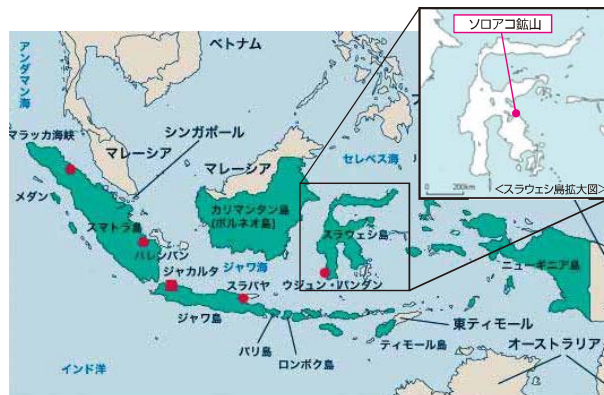 ソロアコ鉱山
0
200km
<スラウェシ島拡大図>
アンダマン海
ベトナム
マラッカ海峡
シンガポール
マレーシア
マレーシア
セレベス海
メダン
カリマンタン島
(ボルネオ島)
スマトラ島
スラウェシ島
パレンバン
ジャカルタ
ジャワ海
ニューギニア島
スラバヤ
ウジュン・パンダン
ジャワ島
東ティモール
バリ島
ティモール島
オーストラリア
ロンボク島
インド洋